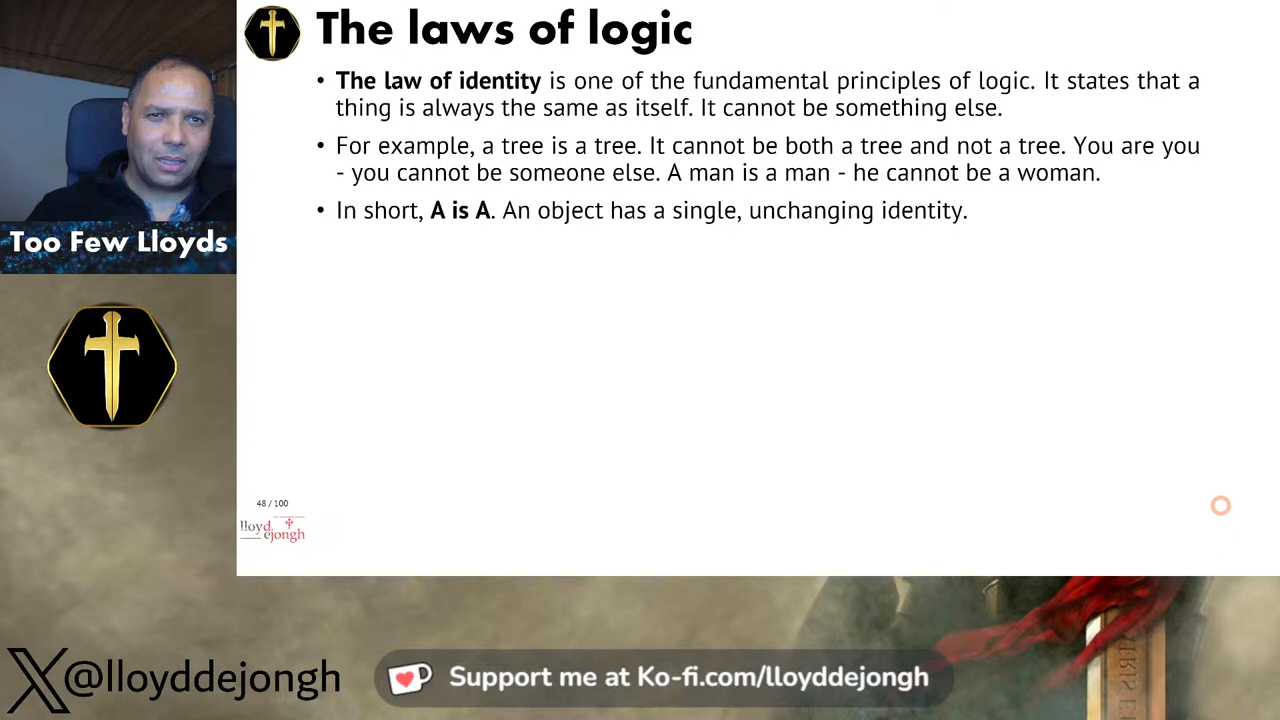 The laws of logic
• The law of identity is one of the fundamental principles of logic. It states that a
thing is always the same as itself. It cannot be something else.
• For example, a tree is a tree. It cannot be both a tree and not a tree. You are you
- you cannot be someone else. A man is a man - he cannot be a woman.
• In short, A is A. An object has a single, unchanging identity.
Too Few Lloyds
48 / 100
lloyd
ejongh
X@lloyddejongh
Support me at Ko-fi.com/lloyddejongh